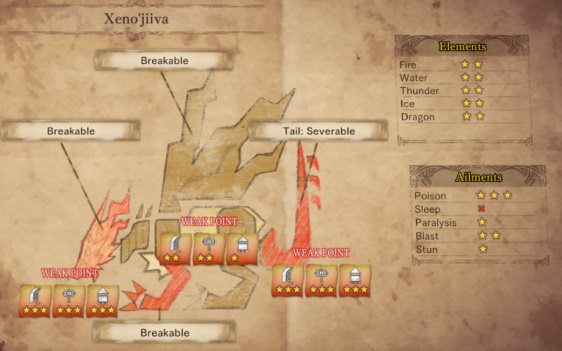 Xeno'jiiva
Breakable
Breakable
Tail: Severable
WEAK POINT
WEAK POINT
WEAK POINT
Breakable
Elements
Fire
Water
Thunder
Ice
Dragon
Ailments
Poison
Sleep
Paralysis
Blast
Stun